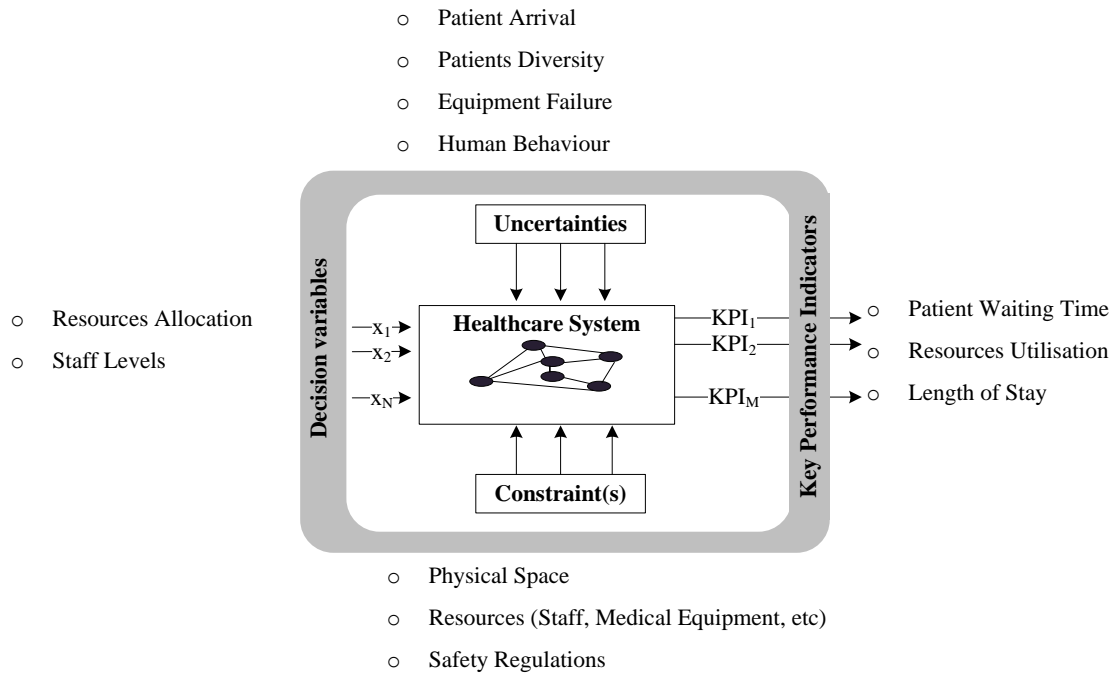 Patient Arrival
Patients Diversity
Equipment Failure
Human Behaviour
Uncertainties
Decision variables
Resources Allocation
Staff Levels
x1
x2
xN
Healthcare System
KPI1
KPI2
KPIM
Key Performance Indicators
Patient Waiting Time
Resources Utilisation
Length of Stay
Constraint(s)
Physical Space
Resources (Staff, Medical Equipment, etc)
Safety Regulations